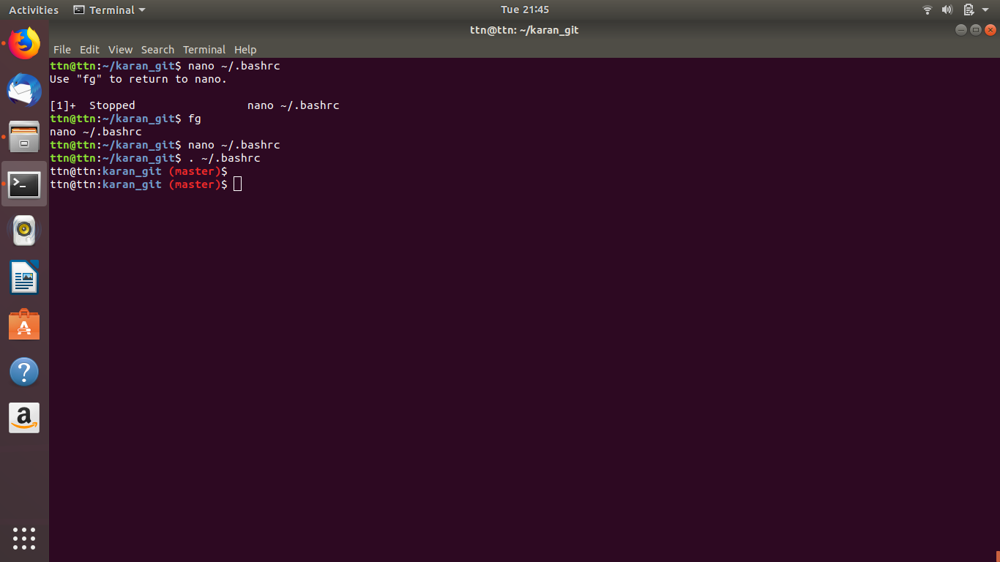 Activities Terminal Tue 21:45
ttn@ttn: ~/karan_git
File Edit View Search Terminal Help
ttn@ttn:~/karan_git$ nano ~/.bashrc
Use "fg" to return to nano.
[1]+  Stopped                 nano ~/.bashrc
ttn@ttn:~/karan_git$ fg
nano ~/.bashrc
ttn@ttn:~/karan_git$ nano ~/.bashrc
ttn@ttn:~/karan_git$ . ~/.bashrc
ttn@ttn:karan_git (master)$
ttn@ttn:karan_git (master)$